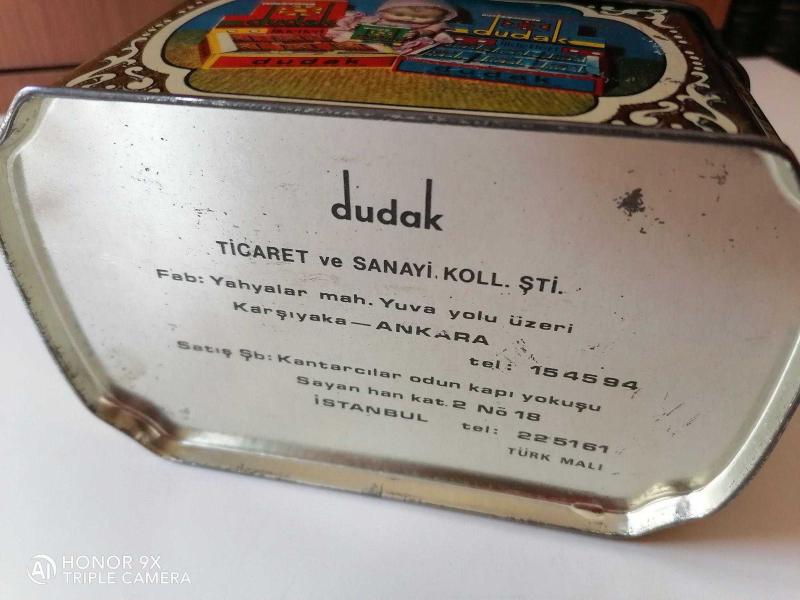 dudak
dudak
dudak
dudak
dudak
TİCARET ve SANAYİ. KOLL. ŞTİ.
Fab: Yahyalar mah. Yuva yolu üzeri
Karşıyaka—ANKARA
tel: 154594
Satış Şb: Kantarcılar odun kapı yokuşu
Sayan han kat. 2 Nö 18
İSTANBUL tel: 225161
TÜRK MALI
HONOR 9X
TRIPLE CAMERA